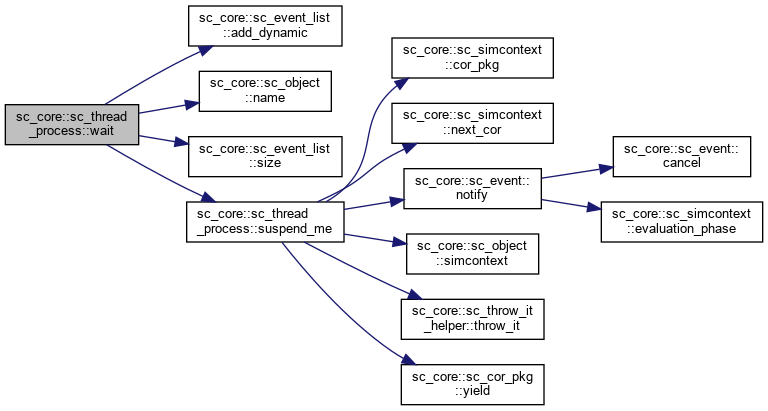 sc_core::sc_thread
_process::wait
sc_core::sc_event_list
::add_dynamic
sc_core::sc_object
::name
sc_core::sc_event_list
::size
sc_core::sc_thread
_process::suspend_me
sc_core::sc_simcontext
::cor_pkg
sc_core::sc_simcontext
::next_cor
sc_core::sc_event::
notify
sc_core::sc_object
::simcontext
sc_core::sc_throw_it
_helper::throw_it
sc_core::sc_cor_pkg
::yield
sc_core::sc_event::
cancel
sc_core::sc_simcontext
::evaluation_phase